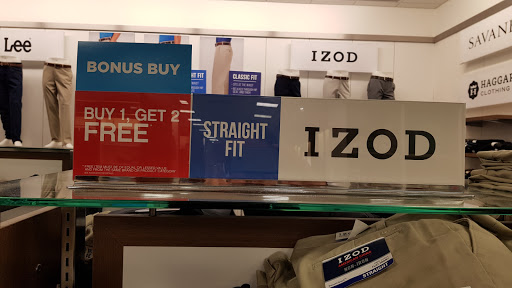 Lee
IZOD
SAVANE
HAGGAR
CLOTHING
CLASSIC
FIT
BONUS BUY
BUY 1, GET 2
FREE
STRAIGHT
FIT
IZOD
IZOD
STRAIGHT